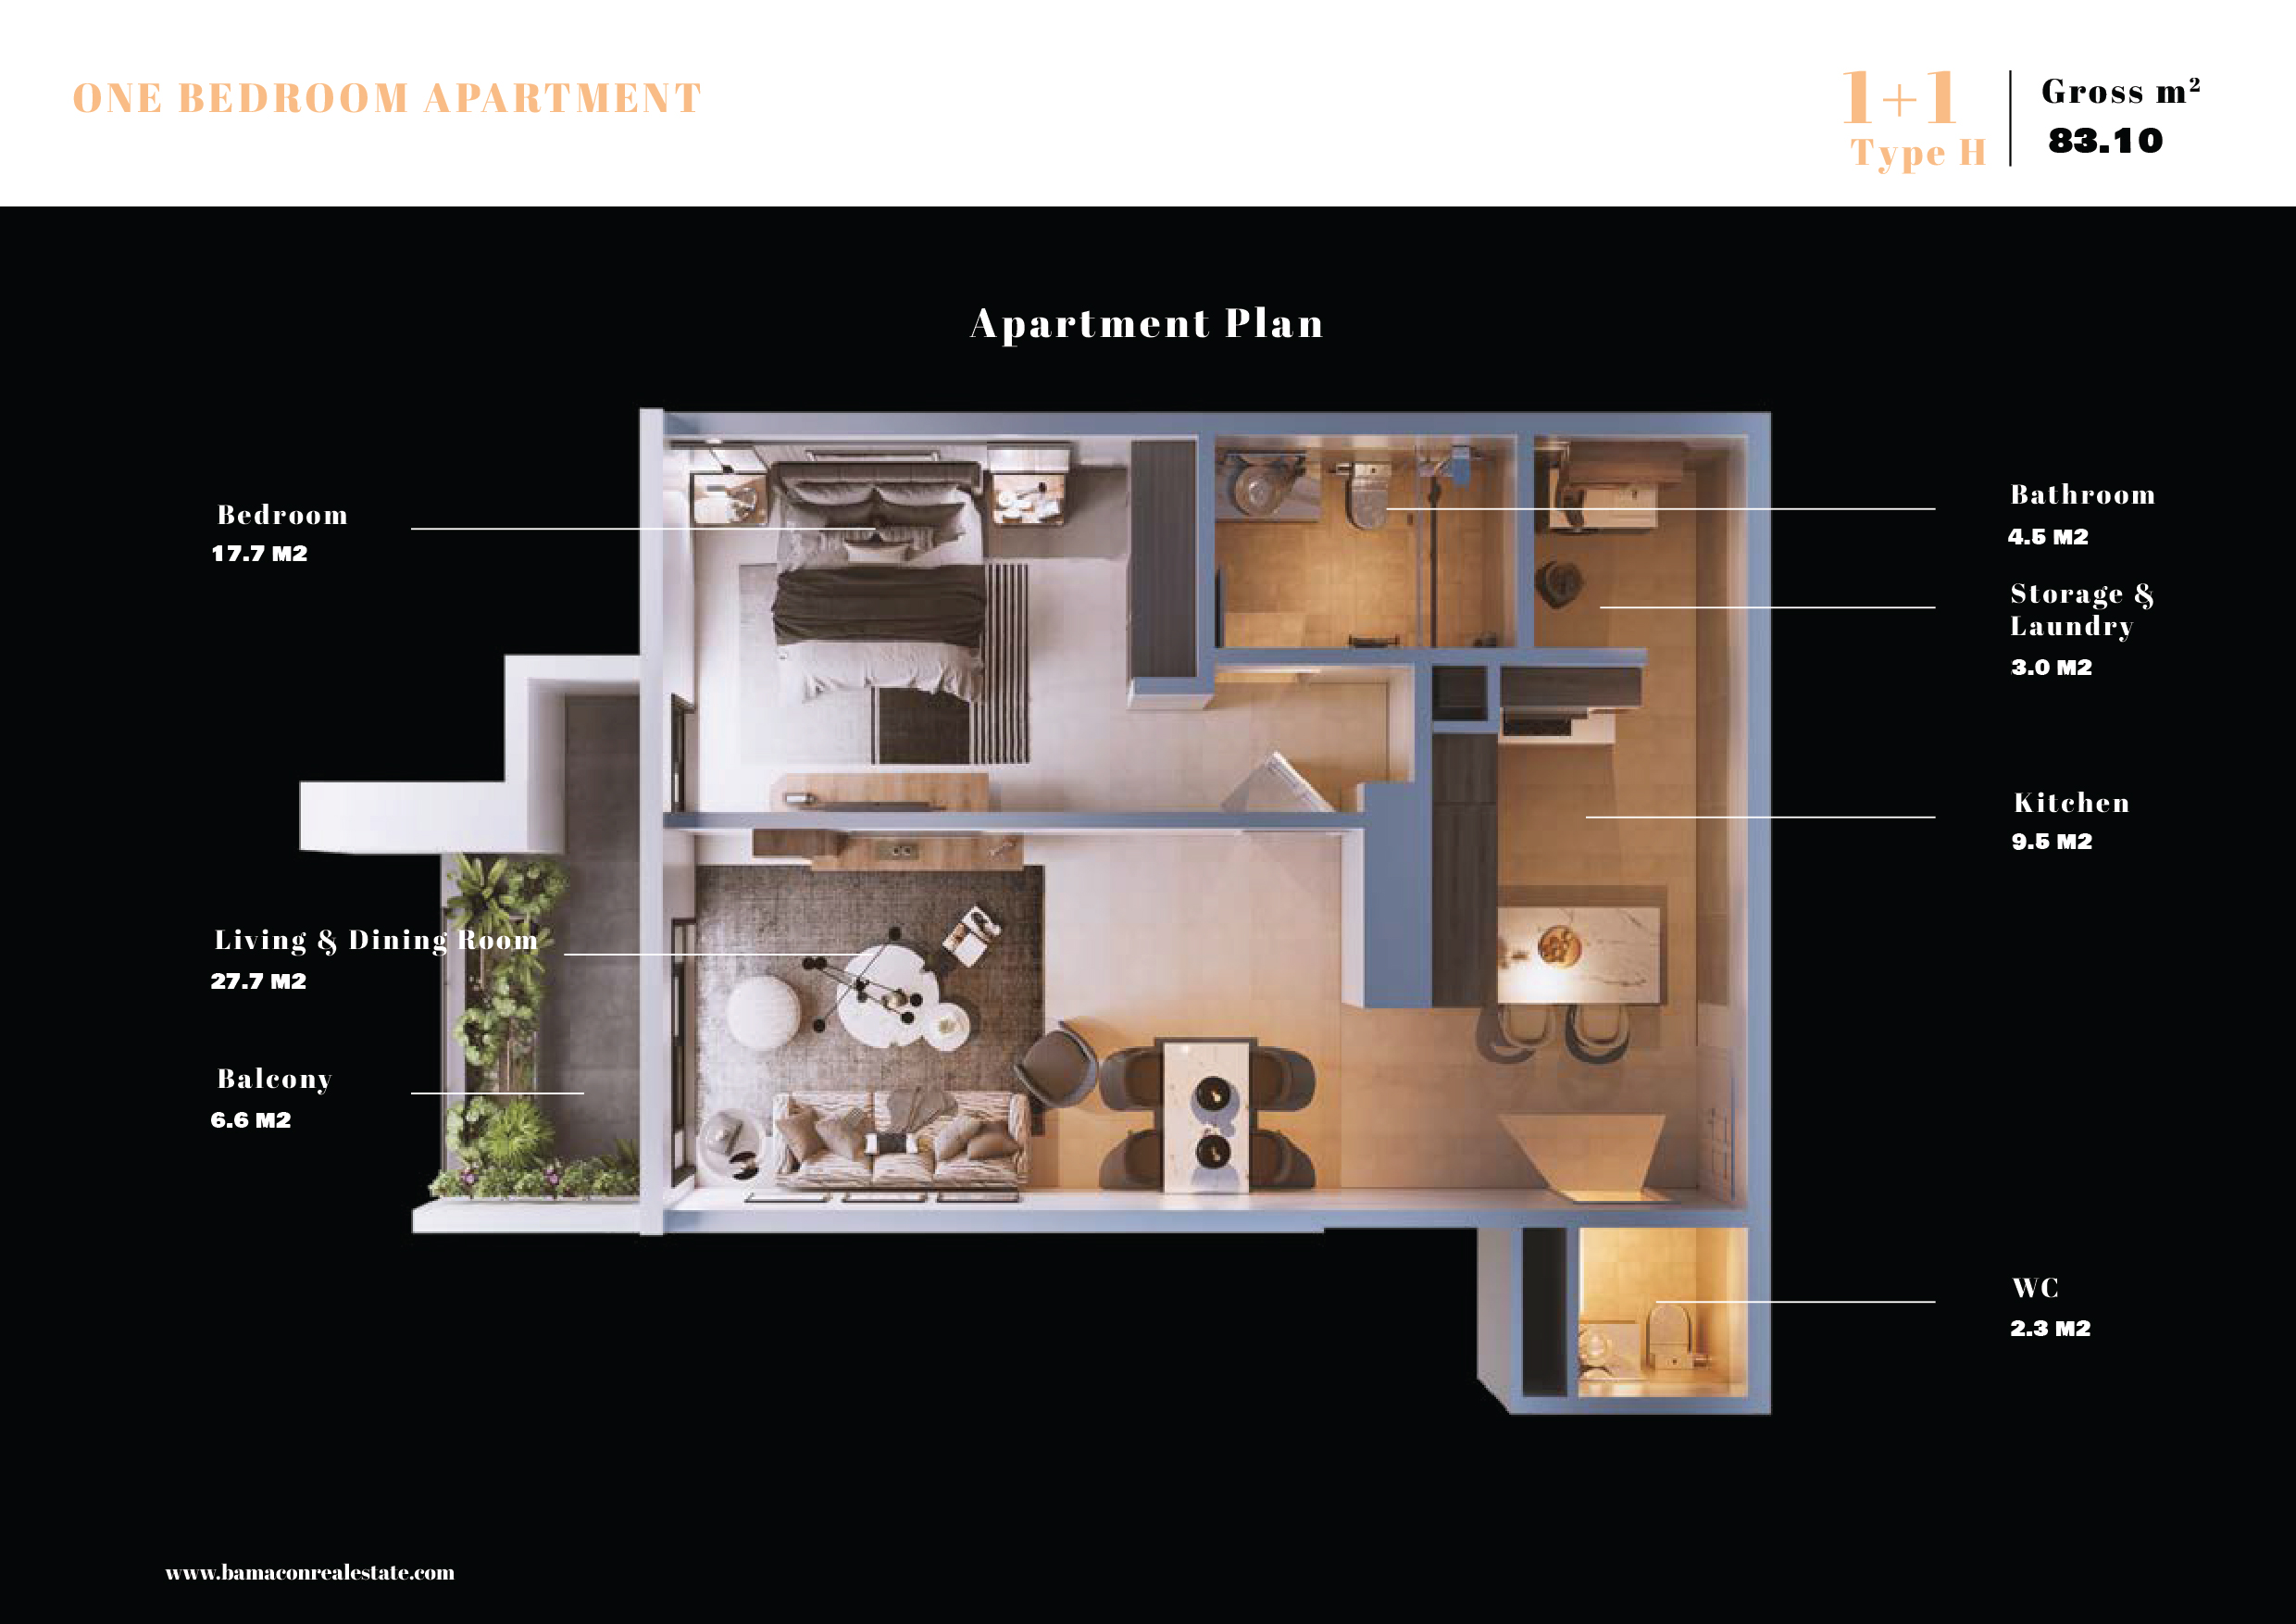 ONE BEDROOM APARTMENT
1+1
Type H
Gross m²
83.10
Apartment Plan
Bedroom
17.7 M2
Living & Dining Room
27.7 M2
Balcony
6.6 M2
Bathroom
4.5 M2
Storage &
Laundry
3.0 M2
Kitchen
9.5 M2
WC
2.3 M2
www.bamaconrealestate.com